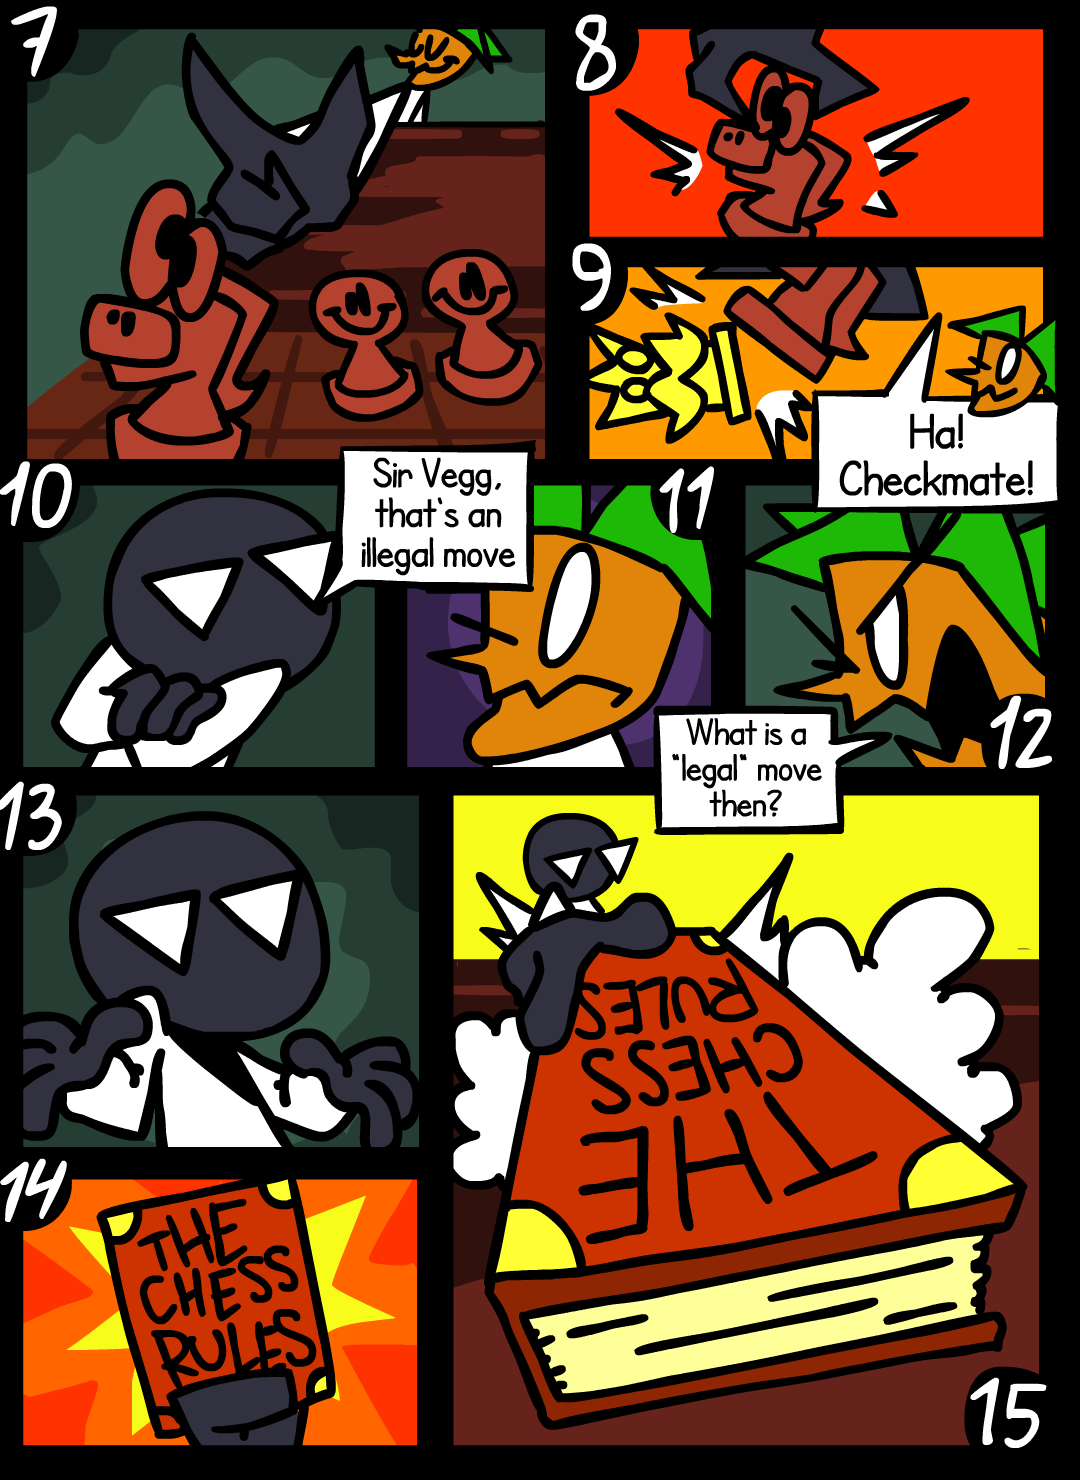 7
8
9
Ha!
Checkmate!
10
Sir Vegg,
that's an
illegal move
11
12
What is a
"legal" move
then?
13
14
THE
CHESS
RULES
THE
CHESS
RULES
15